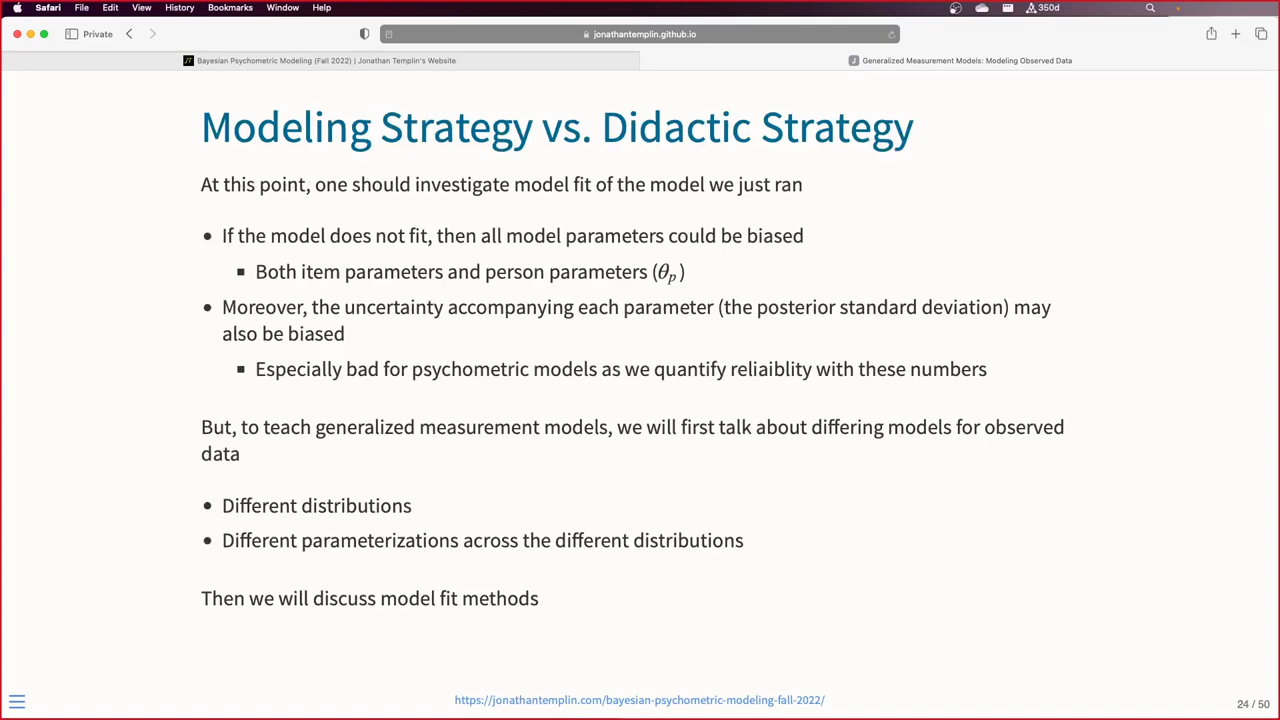 Safari File Edit View History Bookmarks Window Help 350d
Private jonathantemplin.github.io
Bayesian Psychometric Modeling (Fall 2022) | Jonathan Templin's Website Generalized Measurement Models: Modeling Observed Data
Modeling Strategy vs. Didactic Strategy
At this point, one should investigate model fit of the model we just ran
• If the model does not fit, then all model parameters could be biased
▪ Both item parameters and person parameters (θp)
• Moreover, the uncertainty accompanying each parameter (the posterior standard deviation) may
also be biased
▪ Especially bad for psychometric models as we quantify reliaiblity with these numbers
But, to teach generalized measurement models, we will first talk about differing models for observed
data
• Different distributions
• Different parameterizations across the different distributions
Then we will discuss model fit methods
https://jonathantemplin.com/bayesian-psychometric-modeling-fall-2022/
24 / 50